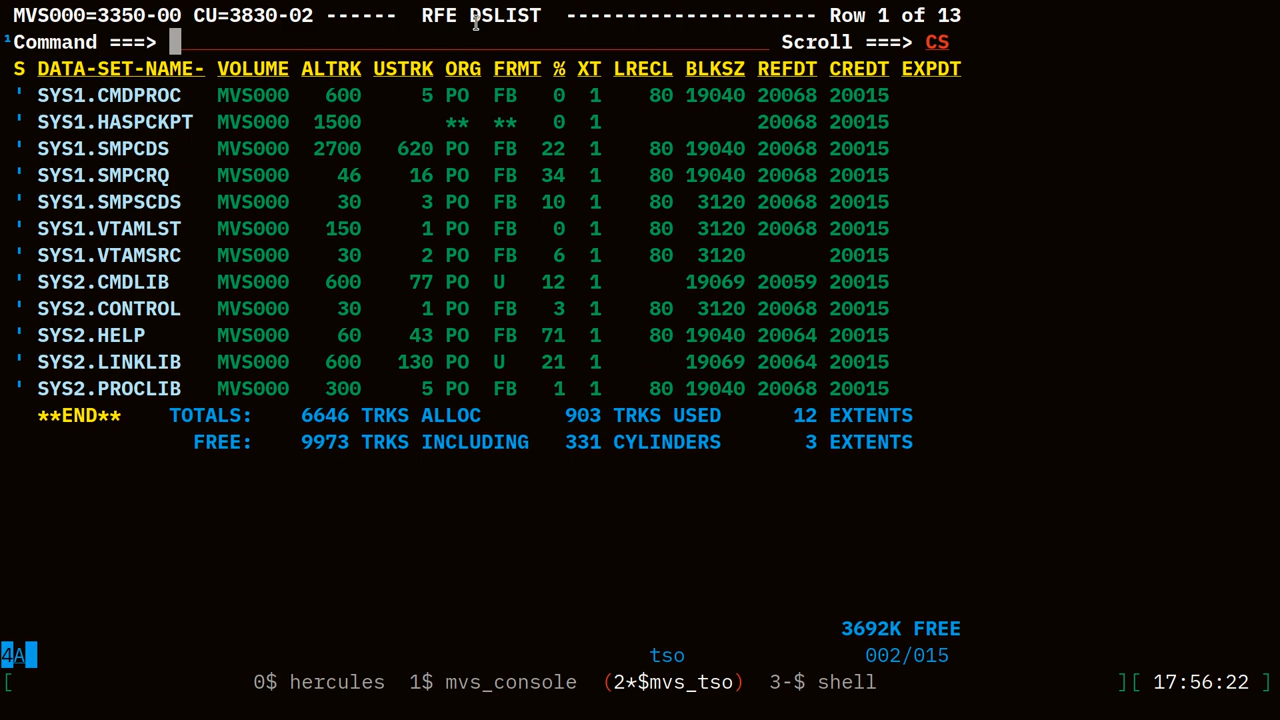 MVS000=3350-00 CU=3830-02 ------  RFE DSLIST  --------------------- Row 1 of 13
¹Command ===> Scroll ===> CS
S DATA-SET-NAME- VOLUME ALTRK USTRK ORG FRMT % XT LRECL BLKSZ REFDT CREDT EXPDT
' SYS1.CMDPROC   MVS000   600     5 PO  FB   0  1    80 19040 20068 20015
' SYS1.HASPCKPT  MVS000  1500       **  **   0  1             20068 20015
' SYS1.SMPCDS    MVS000  2700   620 PO  FB  22  1    80 19040 20068 20015
' SYS1.SMPCRQ    MVS000    46    16 PO  FB  34  1    80 19040 20068 20015
' SYS1.SMPSCDS   MVS000    30     3 PO  FB  10  1    80  3120 20068 20015
' SYS1.VTAMLST   MVS000   150     1 PO  FB   0  1    80  3120 20068 20015
' SYS1.VTAMSRC   MVS000    30     2 PO  FB   6  1    80  3120       20015
' SYS2.CMDLIB    MVS000   600    77 PO  U   12  1       19069 20059 20015
' SYS2.CONTROL   MVS000    30     1 PO  FB   3  1    80  3120 20068 20015
' SYS2.HELP      MVS000    60    43 PO  FB  71  1    80 19040 20064 20015
' SYS2.LINKLIB   MVS000   600   130 PO  U   21  1       19069 20064 20015
' SYS2.PROCLIB   MVS000   300     5 PO  FB   1  1    80 19040 20068 20015
**END**    TOTALS:    6646 TRKS ALLOC       903 TRKS USED      12 EXTENTS
FREE:    9973 TRKS INCLUDING   331 CYLINDERS       3 EXTENTS
3692K FREE
4A tso 002/015
[ 0$ hercules  1$ mvs_console  (2*$mvs_tso)  3-$ shell ][ 17:56:22 ]